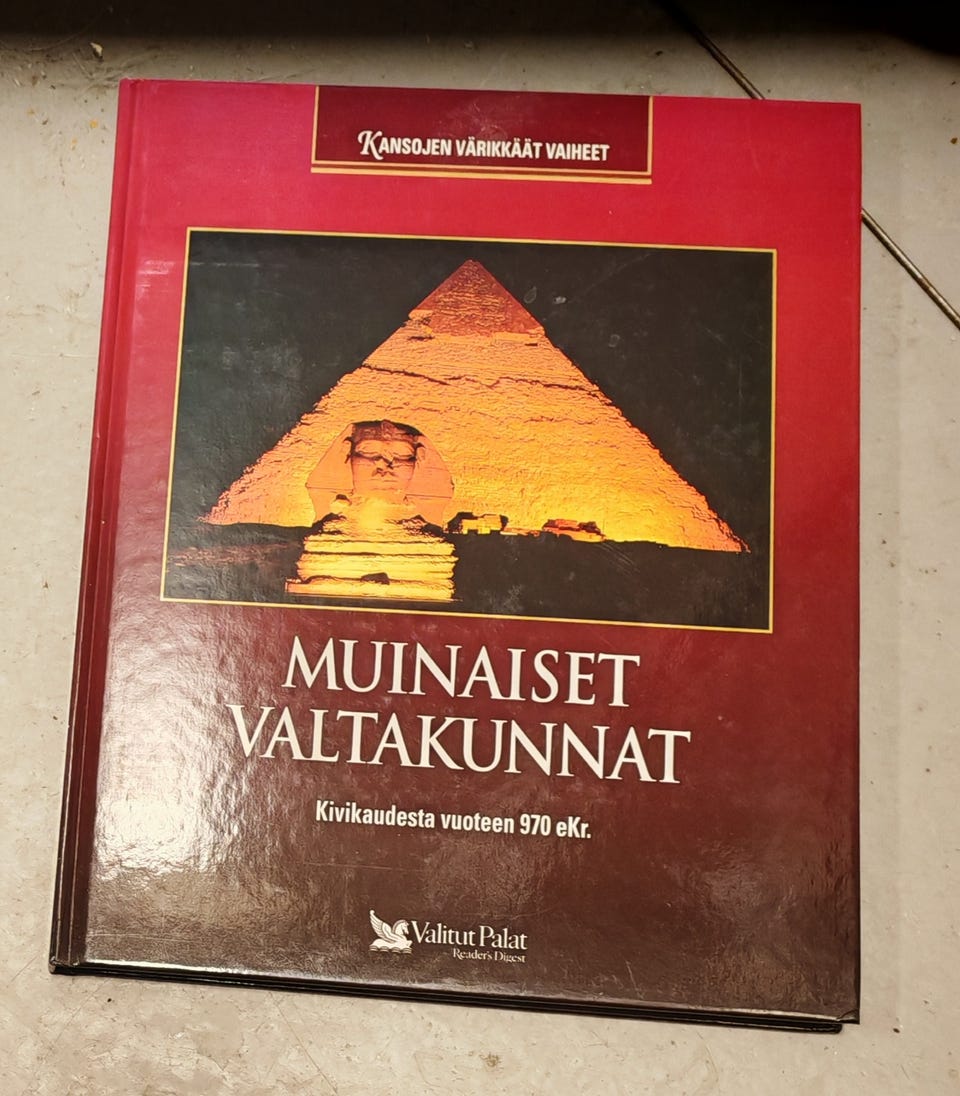 KANSOJEN VÄRIKKÄÄT VAIHEET
MUINAISET
VALTAKUNNAT
Kivikaudesta vuoteen 970 eKr.
Valitut Palat
Reader's Digest